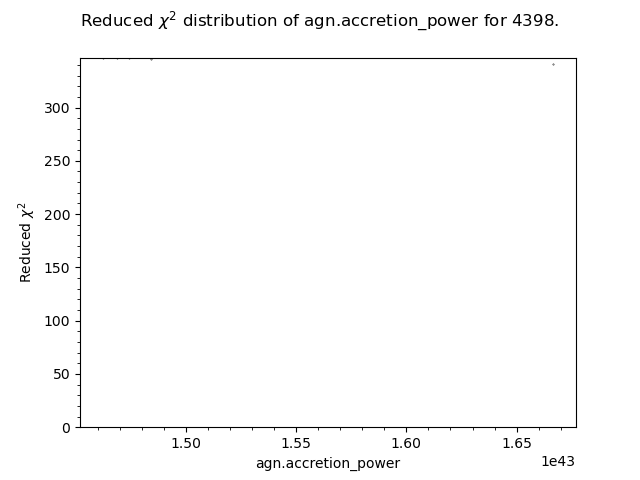 Reduced χ² distribution of agn.accretion_power for 4398.
300
250
200
150
100
50
0
Reduced χ²
1.50 1.55 1.60 1.65
1e43
agn.accretion_power